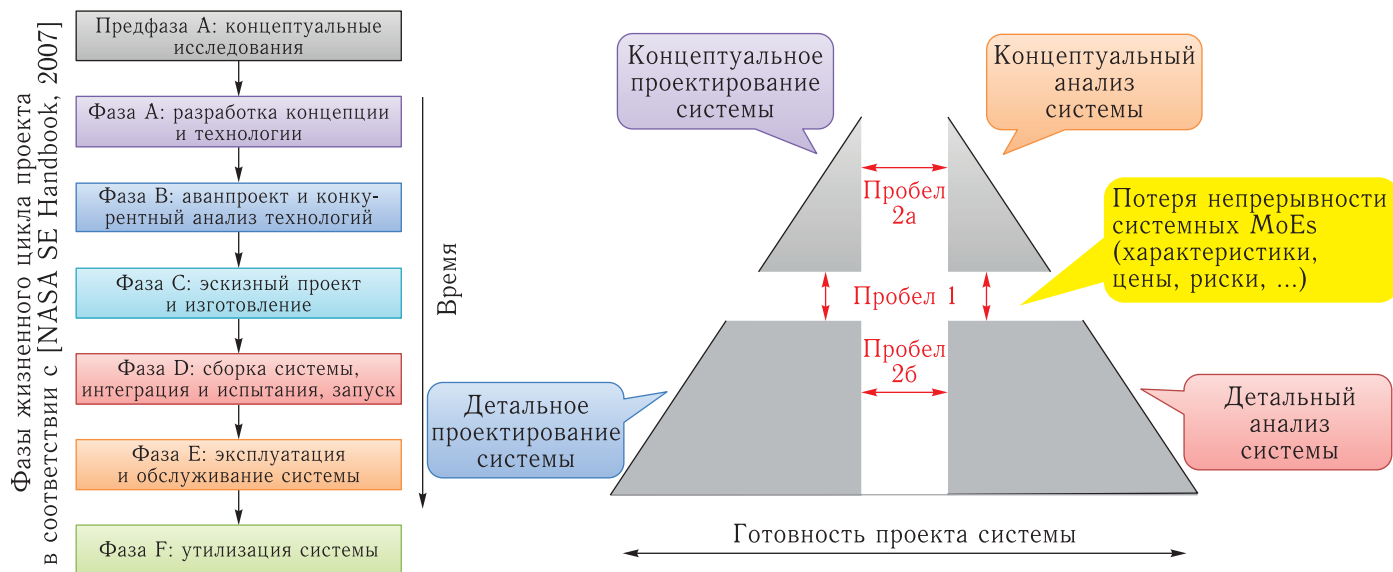 Фазы жизненного цикла проекта
в соответствии с [NASA SE Handbook, 2007]
Предфаза A: концептуальные
исследования
Фаза A: разработка концепции
и технологии
Фаза B: аванпроект и конку-
рентный анализ технологий
Фаза C: эскизный проект
и изготовление
Фаза D: сборка системы,
интеграция и испытания, запуск
Фаза E: эксплуатация
и обслуживание системы
Фаза F: утилизация системы
Время
Концептуальное
проектирование
системы
Концептуальный
анализ
системы
Пробел
2а
Потеря непрерывности
системных MoEs
(характеристики,
цены, риски, ...)
Пробел 1
Пробел
2б
Детальное
проектирование
системы
Детальный
анализ
системы
Готовность проекта системы